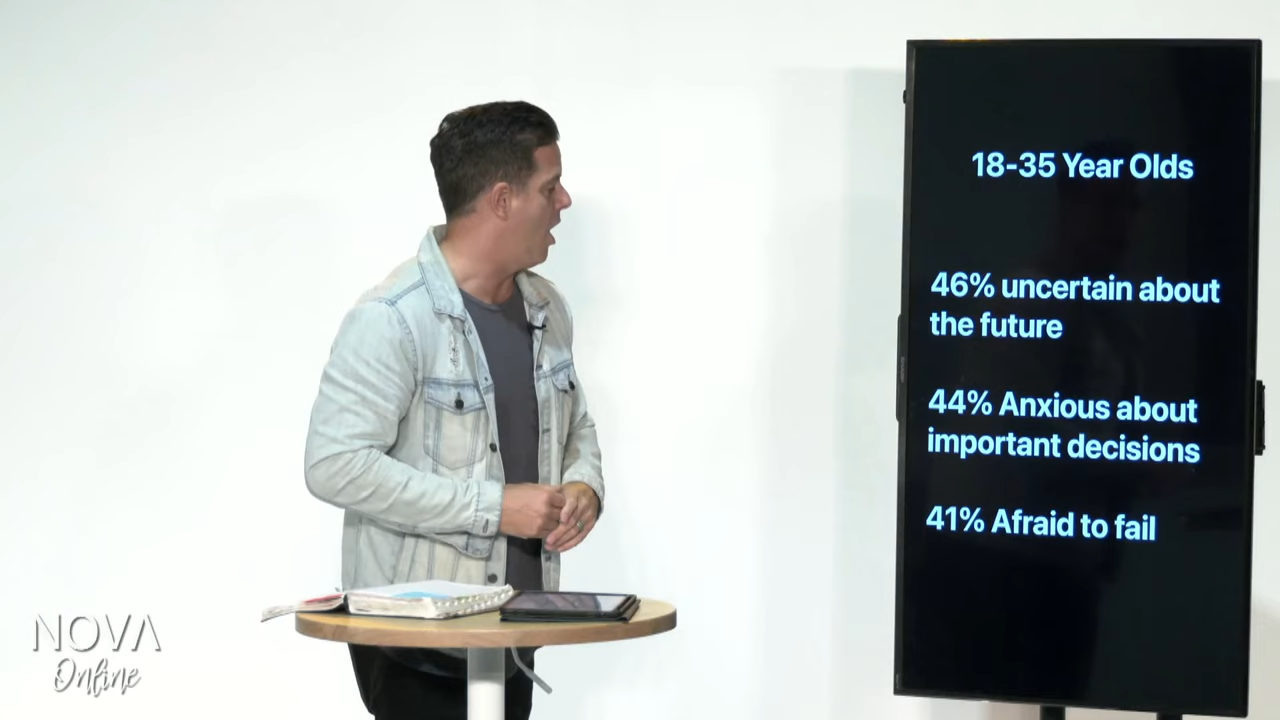 18-35 Year Olds
46% uncertain about
the future
44% Anxious about
important decisions
41% Afraid to fail
NOVA
Online